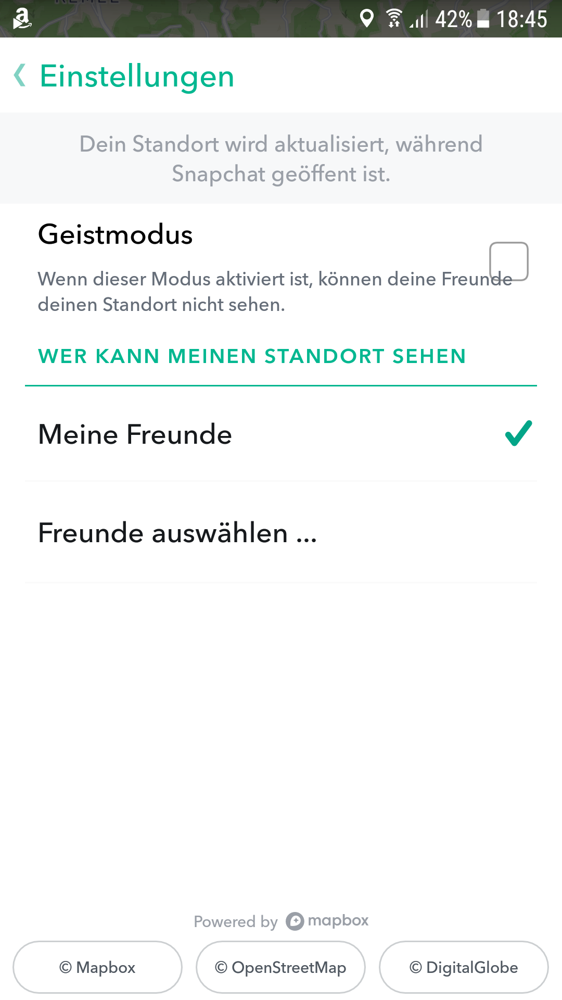 42% 18:45
Einstellungen
Dein Standort wird aktualisiert, während
Snapchat geöffent ist.
Geistmodus
Wenn dieser Modus aktiviert ist, können deine Freunde
deinen Standort nicht sehen.
WER KANN MEINEN STANDORT SEHEN
Meine Freunde
Freunde auswählen ...
Powered by mapbox
© Mapbox © OpenStreetMap © DigitalGlobe